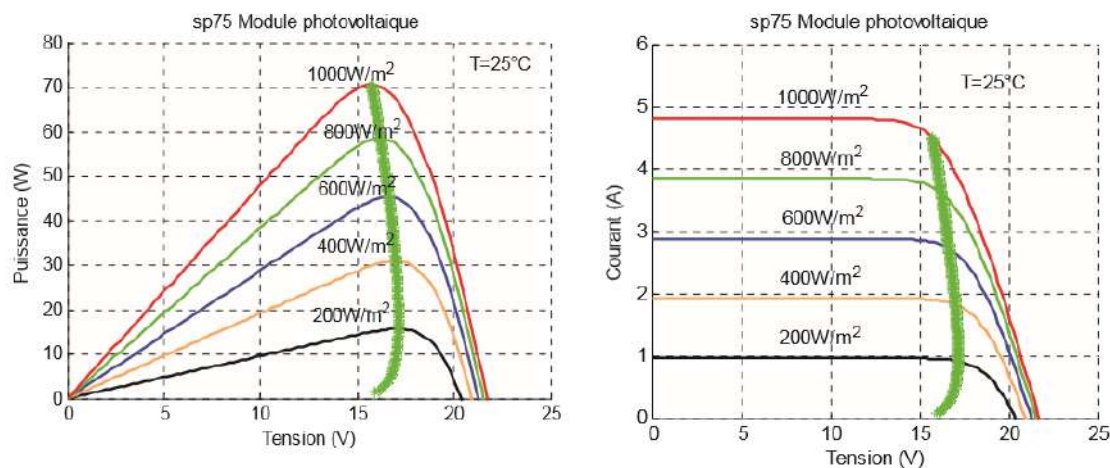 sp75 Module photovoltaique
80
70
60
50
40
30
20
10
0
Puissance (W)
T=25°C
1000W/m2
800W/m2
600W/m2
400W/m2
200W/m2
0 5 10 15 20 25
Tension (V)
sp75 Module photovoltaique
6
5
4
3
2
1
0
Courant (A)
T=25°C
1000W/m2
800W/m2
600W/m2
400W/m2
200W/m2
0 5 10 15 20 25
Tension (V)